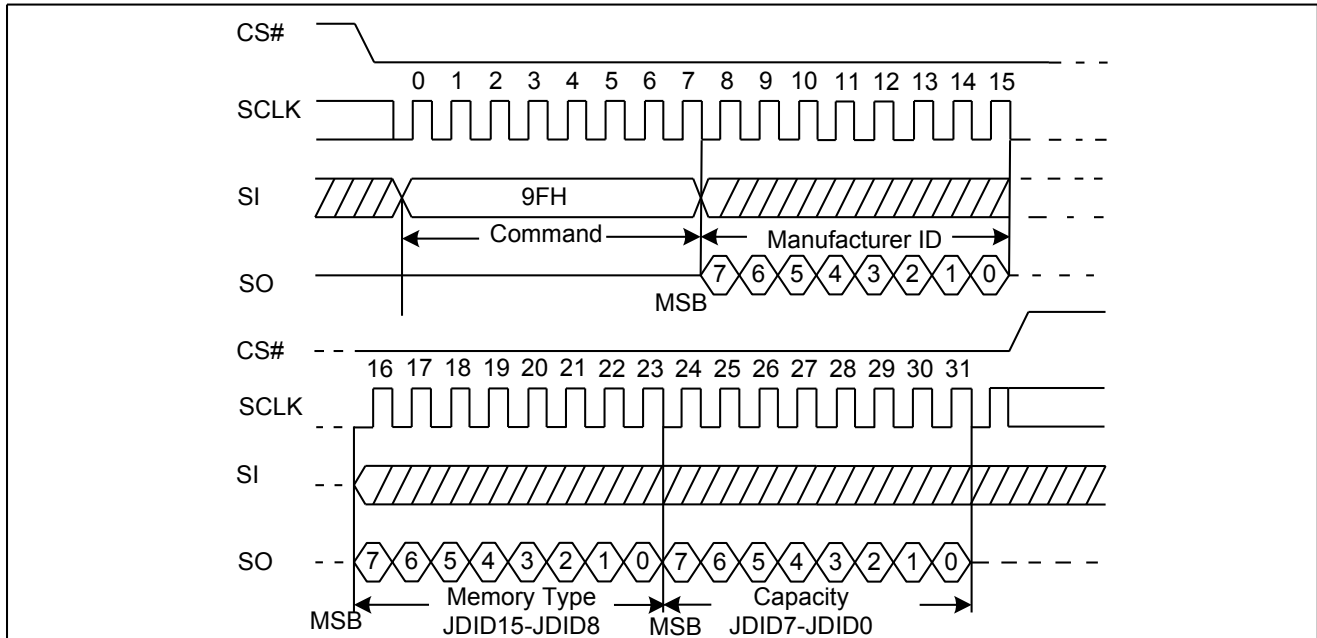 CS#
0 1 2 3 4 5 6 7 8 9 10 11 12 13 14 15
SCLK
SI 9FH
Command Manufacturer ID
SO 7 6 5 4 3 2 1 0
MSB
CS#
16 17 18 19 20 21 22 23 24 25 26 27 28 29 30 31
SCLK
SI
SO 7 6 5 4 3 2 1 0 7 6 5 4 3 2 1 0
Memory Type Capacity
MSB JDID15-JDID8 MSB JDID7-JDID0